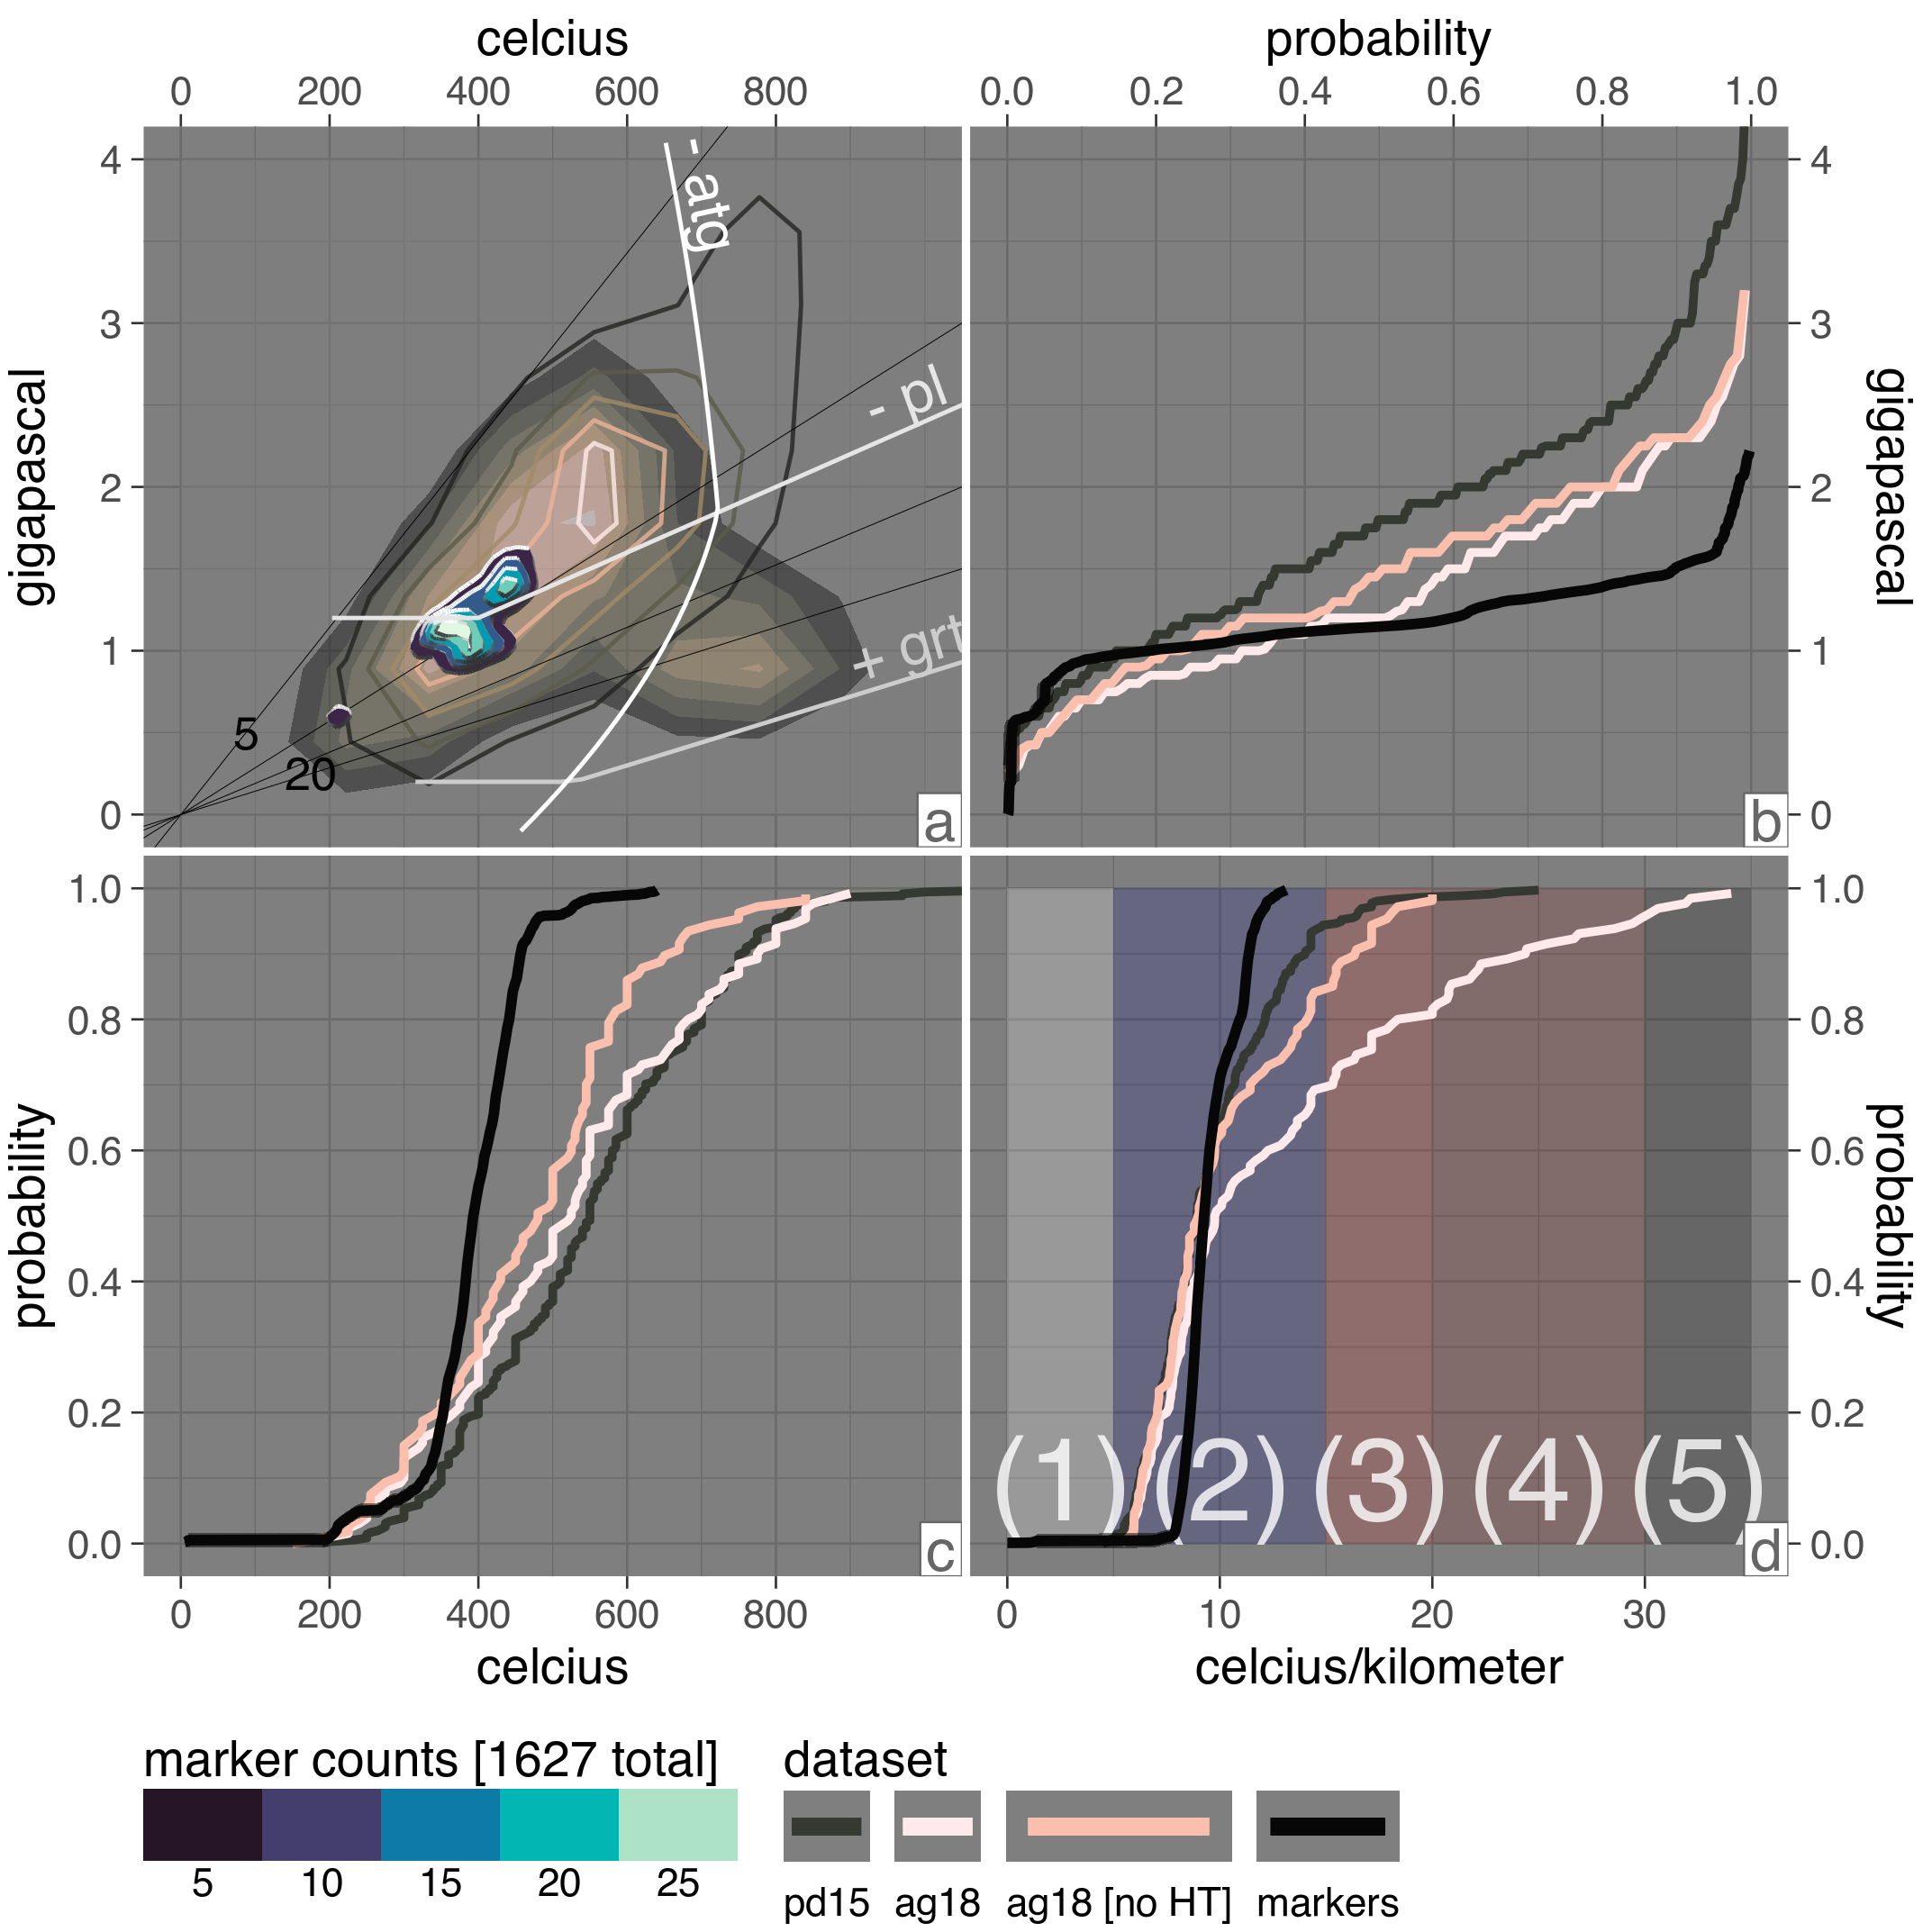 celcius
probability
0 200 400 600 800
0.0 0.2 0.4 0.6 0.8 1.0
gigapascal
4
3
2
1
0
- atg
- pl
+ grt
5
20
a
4
3
2
1
0
gigapascal
b
probability
1.0
0.8
0.6
0.4
0.2
0.0
c
0 200 400 600 800
celcius
(1) (2) (3) (4) (5)
d
1.0
0.8
0.6
0.4
0.2
0.0
probability
0 10 20 30
celcius/kilometer
marker counts [1627 total]
5 10 15 20 25
dataset
pd15 ag18 ag18 [no HT] markers